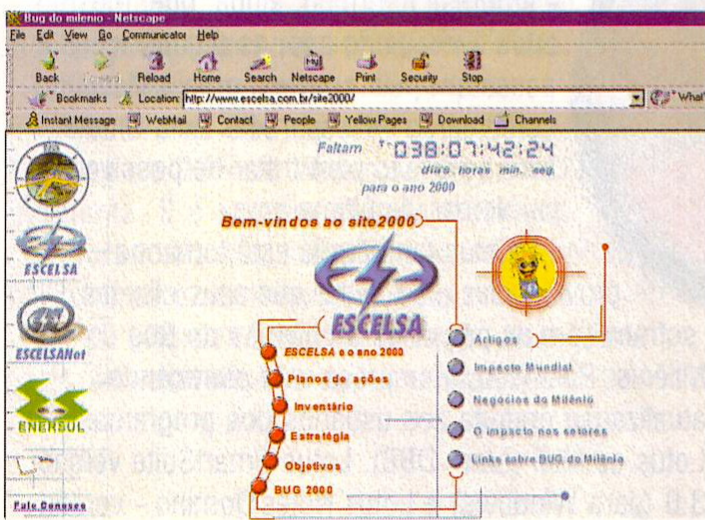 Bug do milenio - Netscape
File Edit View Go Communicator Help
Back Forward Reload Home Search Netscape Print Security Stop
Bookmarks Location: http://www.escelsa.com.br/site2000/ What'
Instant Message WebMail Contact People Yellow Pages Download Channels
Faltam 038:07:42:24
dias. horas min. seg.
para o ano 2000
Bem-vindos ao site2000
ESCELSA
ESCELSA
ESCELSANet
ENERSUL
Fale Conosco
ESCELSA e o ano 2000
Planos e ações
Inventário
Estratégia
Objetivos
BUG 2000
Artigos
Impacto Mundial
Negócios do Milênio
O impacto nos setores
Links sobre BUG do Milênio